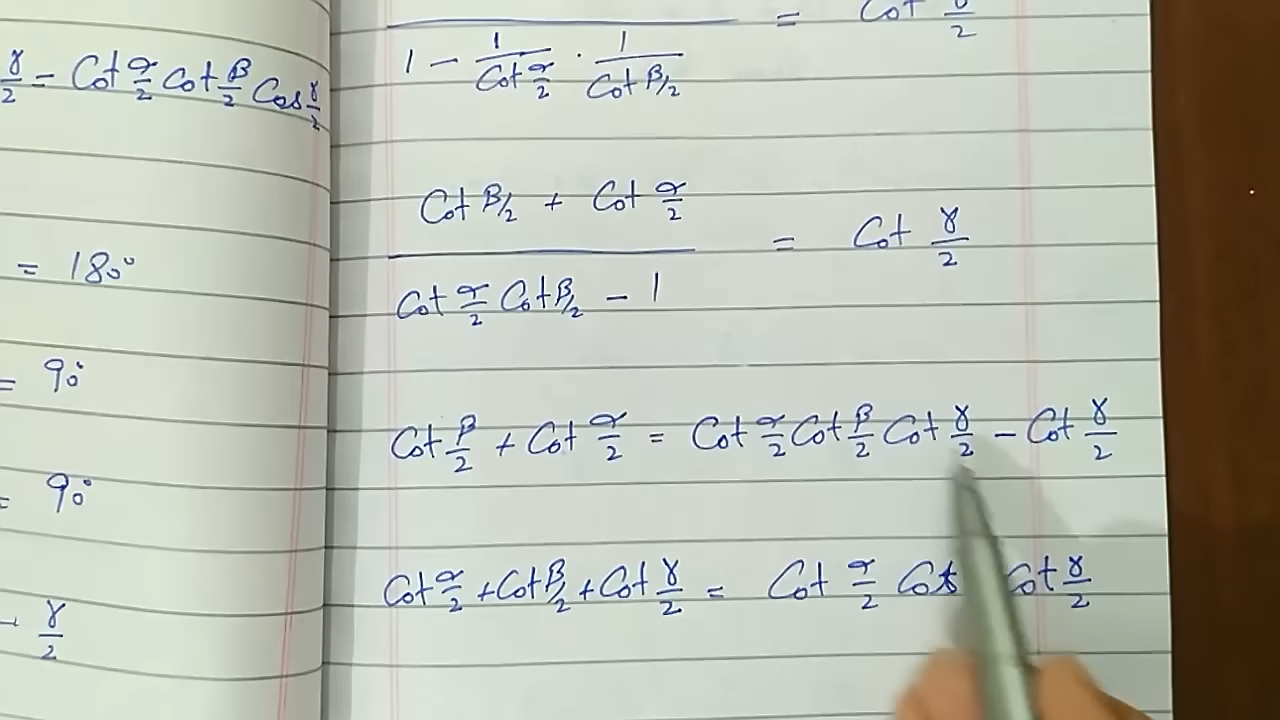 γ/2 = Cot α/2 Cot β/2 Cos γ/2
= 180°
= 90°
= 90°
- γ/2
= Cot γ/2
1 - 1/(Cot α/2) · 1/(Cot β/2)
(Cot β/2 + Cot α/2) / (Cot α/2 Cot β/2 - 1) = Cot γ/2
Cot β/2 + Cot α/2 = Cot α/2 Cot β/2 Cot γ/2 - Cot γ/2
Cot α/2 + Cot β/2 + Cot γ/2 = Cot α/2 Cot Cot γ/2